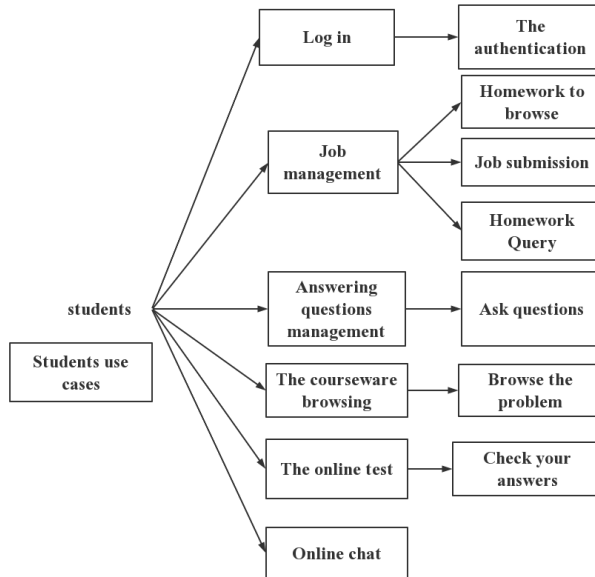 Log in
The
authentication
Homework to
browse
Job
management
Job submission
Homework
Query
students
Answering
questions
management
Ask questions
Students use
cases
The courseware
browsing
Browse the
problem
The online test
Check your
answers
Online chat